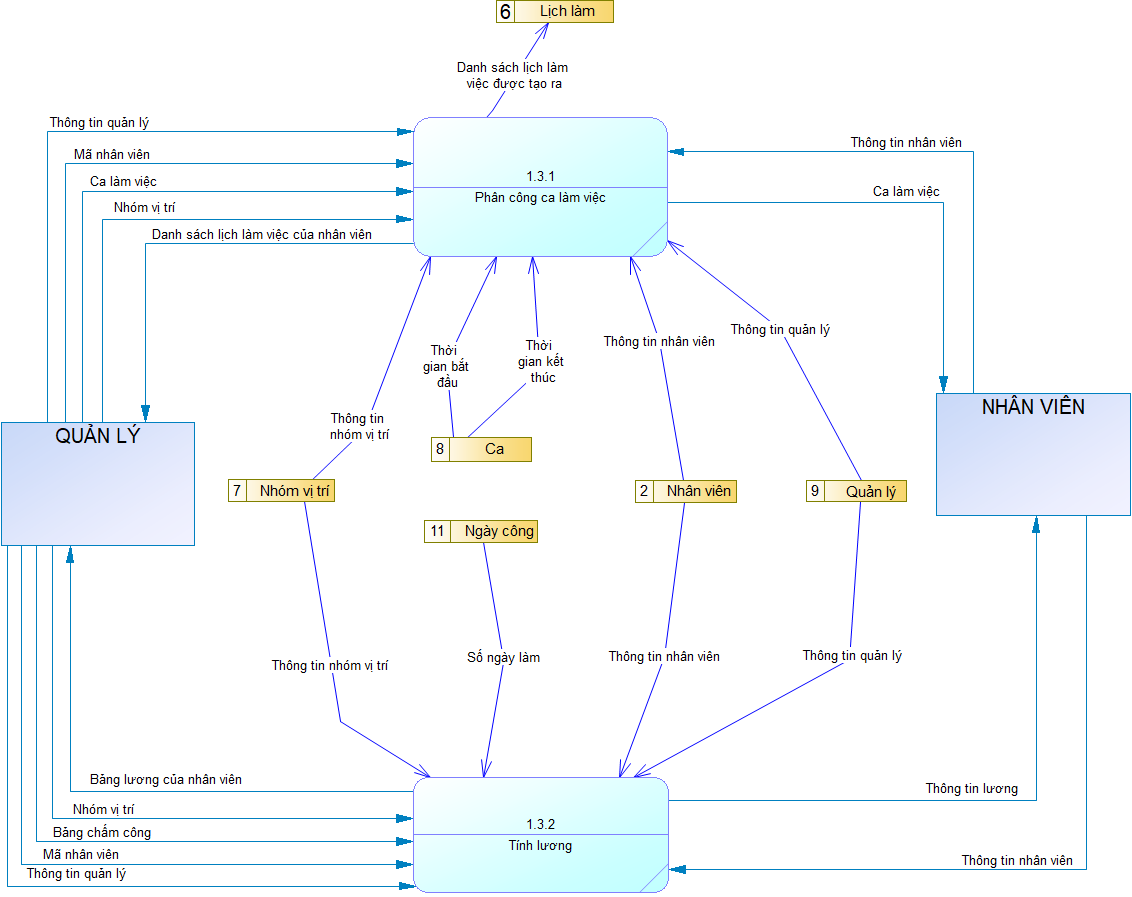 6 Lịch làm
Danh sách lịch làm
việc được tạo ra
Thông tin quản lý
Mã nhân viên
Ca làm việc
Nhóm vị trí
Danh sách lịch làm việc của nhân viên
1.3.1
Phân công ca làm việc
Thông tin nhân viên
Ca làm việc
Thông tin quản lý
Thông tin nhân viên
Thời
gian bắt
đầu
Thời
gian kết
thúc
Thông tin
nhóm vị trí
QUẢN LÝ
NHÂN VIÊN
8 Ca
7 Nhóm vị trí
2 Nhân viên
9 Quản lý
11 Ngày công
Thông tin nhóm vị trí
Số ngày làm
Thông tin nhân viên
Thông tin quản lý
Bảng lương của nhân viên
Nhóm vị trí
Bảng chấm công
Mã nhân viên
Thông tin quản lý
1.3.2
Tính lương
Thông tin lương
Thông tin nhân viên